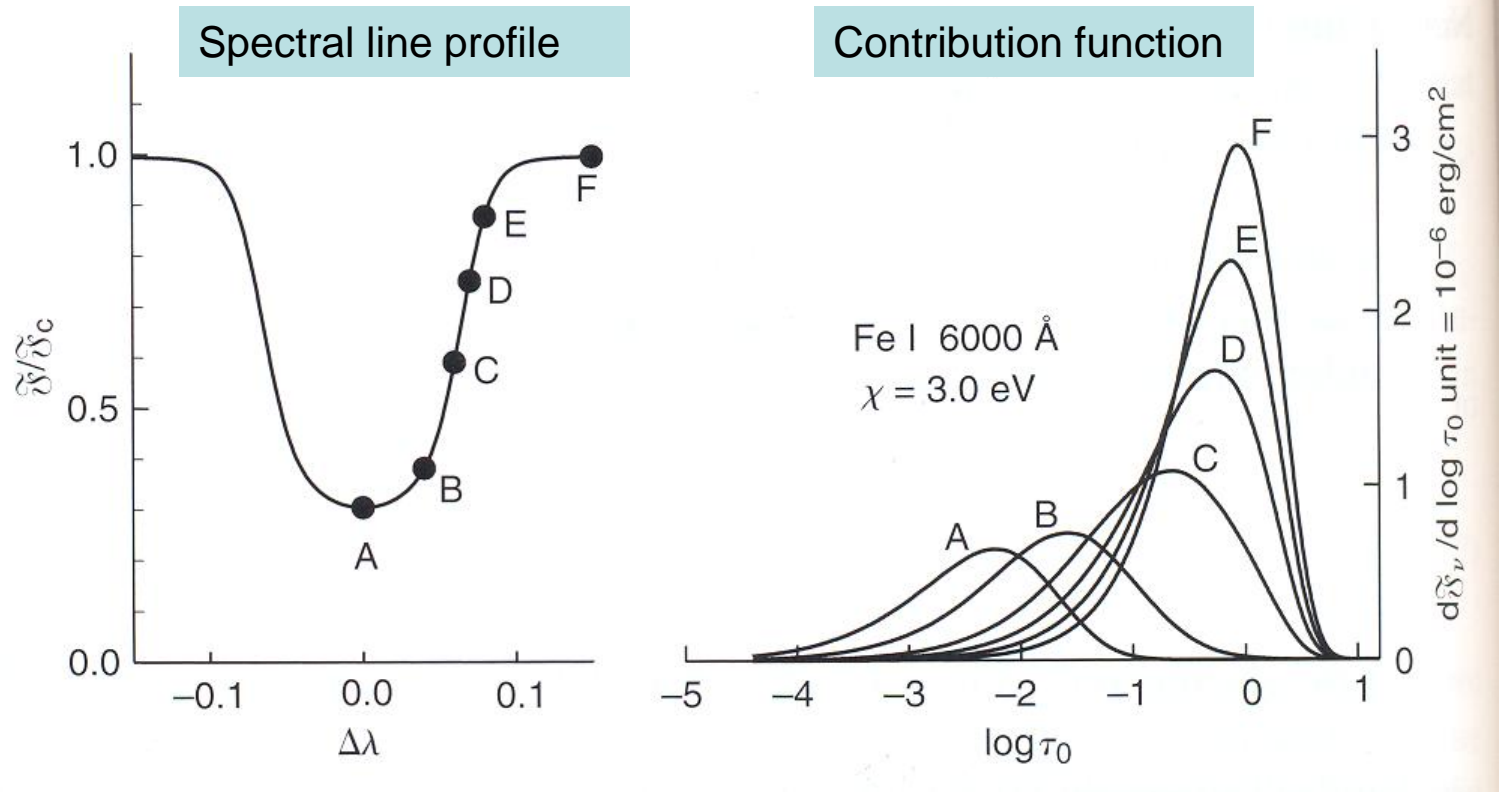 Spectral line profile
Contribution function
1.0
0.5
0.0
−0.1 0.0 0.1
Δλ
𝔉/𝔉c
A
B
C
D
E
F
Fe I 6000 Å
χ = 3.0 eV
A
B
C
D
E
F
−5 −4 −3 −2 −1 0 1
log τ0
3
2
1
0
d𝔉ν/d log τ0 unit = 10⁻⁶ erg/cm²